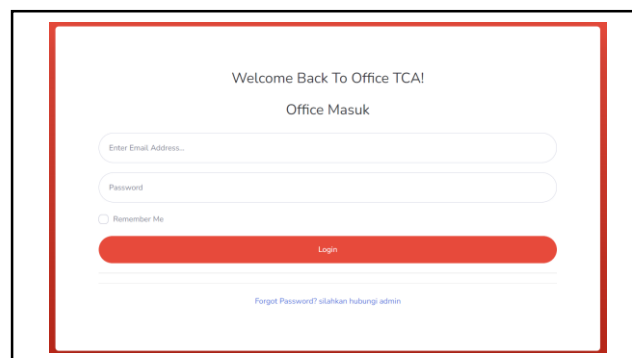 Welcome Back To Office TCA!
Office Masuk
Enter Email Address...
Password
Remember Me
Login
Forgot Password? silahkan hubungi admin